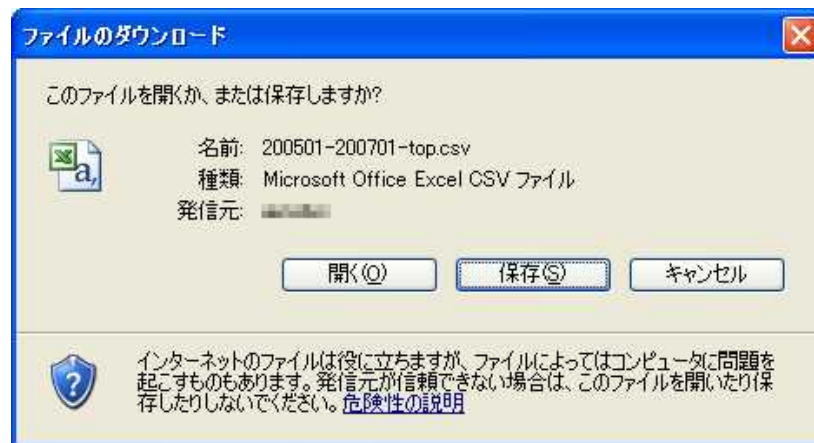 ファイルのダウンロード
このファイルを開くか、または保存しますか?
名前: 200501-200701-top.csv
種類: Microsoft Office Excel CSV ファイル
発信元:
開く(O) 保存(S) キャンセル
インターネットのファイルは役に立ちますが、ファイルによってはコンピュータに問題を
起こすものもあります。発信元が信頼できない場合は、このファイルを開いたり保
存したりしないでください。危険性の説明